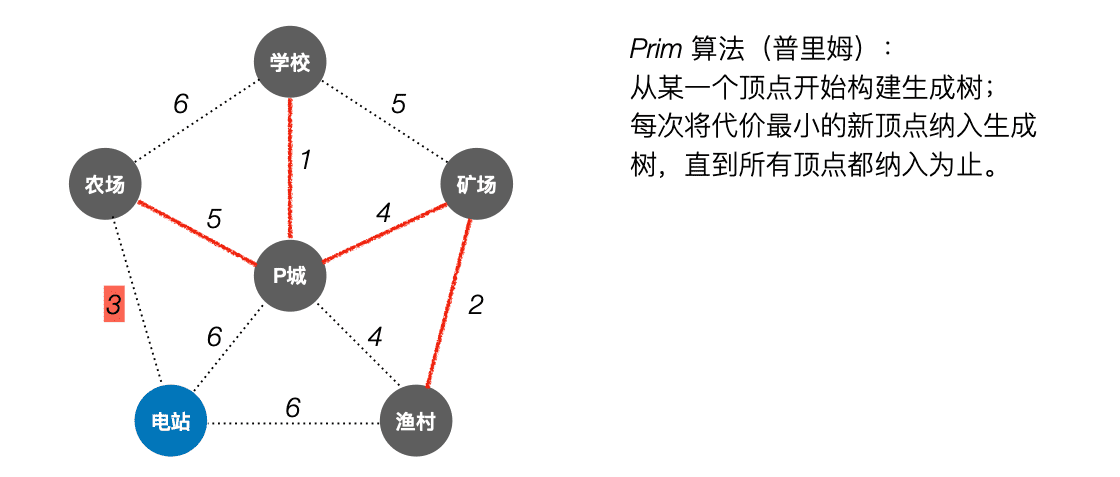 学校
6
5
1
农场
矿场
5
4
P城
3
2
6
4
电站
6
渔村
Prim 算法（普里姆）：
从某一个顶点开始构建生成树；
每次将代价最小的新顶点纳入生成
树，直到所有顶点都纳入为止。